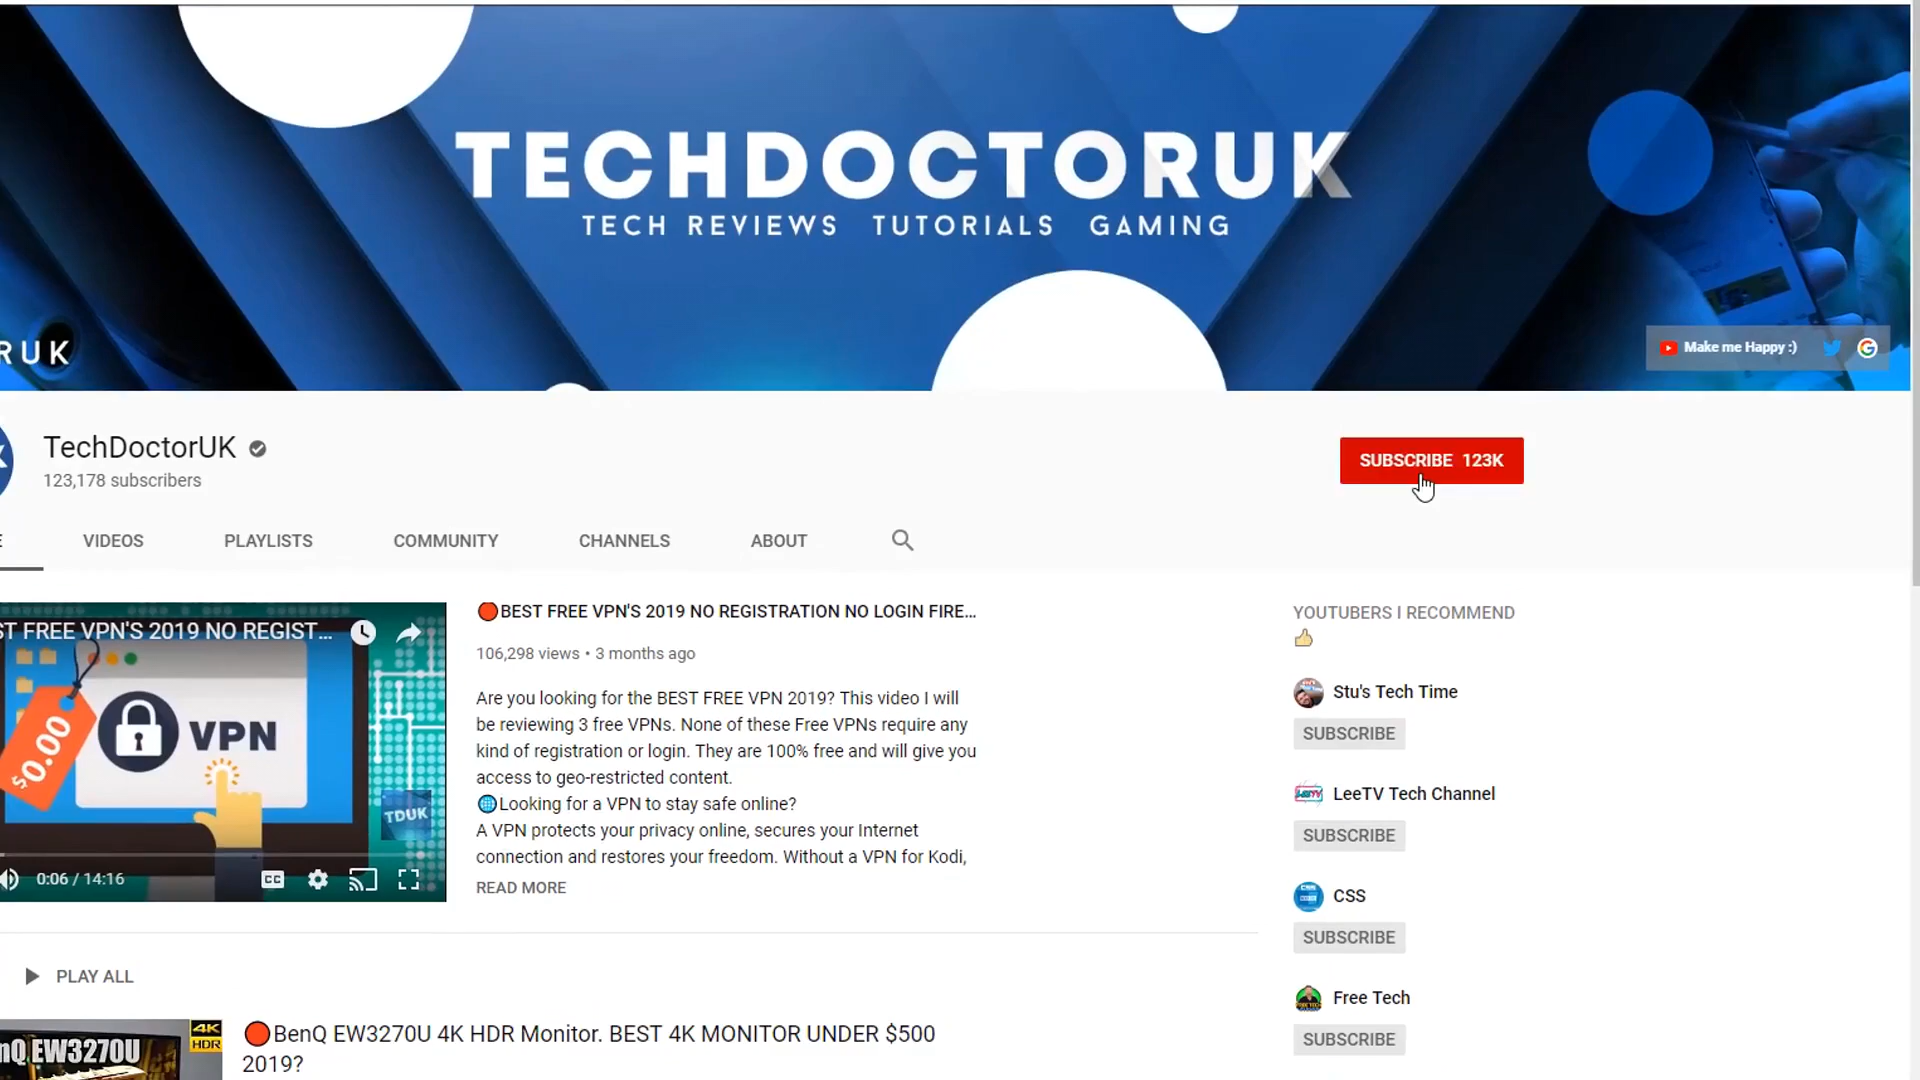 TECHDOCTORUK
TECH REVIEWS TUTORIALS GAMING
RUK
Make me Happy :)
TechDoctorUK
123,178 subscribers
SUBSCRIBE 123K
VIDEOS PLAYLISTS COMMUNITY CHANNELS ABOUT
ST FREE VPN'S 2019 NO REGIST...
$0.00
VPN
TDUK
0:06 / 14:16
CC
🔴BEST FREE VPN'S 2019 NO REGISTRATION NO LOGIN FIRE...
106,298 views • 3 months ago
Are you looking for the BEST FREE VPN 2019? This video I will
be reviewing 3 free VPNs. None of these Free VPNs require any
kind of registration or login. They are 100% free and will give you
access to geo-restricted content.
🌐Looking for a VPN to stay safe online?
A VPN protects your privacy online, secures your Internet
connection and restores your freedom. Without a VPN for Kodi,
READ MORE
YOUTUBERS I RECOMMEND
👍
Stu's Tech Time
SUBSCRIBE
LeeTV Tech Channel
SUBSCRIBE
CSS
SUBSCRIBE
Free Tech
SUBSCRIBE
PLAY ALL
nQ EW3270U
4K
HDR
🔴BenQ EW3270U 4K HDR Monitor. BEST 4K MONITOR UNDER $500
2019?